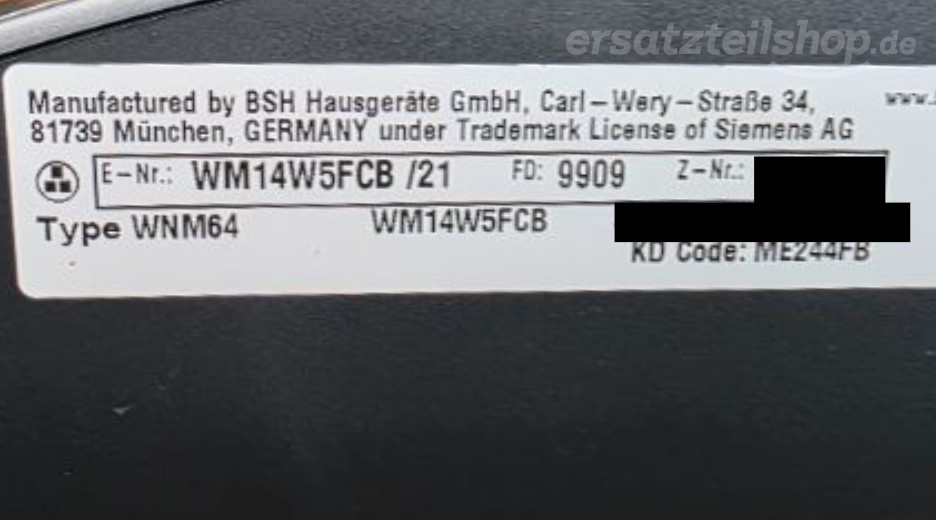 ersatzteilshop.de
Manufactured by BSH Hausgeräte GmbH, Carl-Wery-Straße 34, www.
81739 München, GERMANY under Trademark License of Siemens AG
E-Nr.: WM14W5FCB /21 FD: 9909 Z-Nr.:
Type WNM64 WM14W5FCB
KD Code: ME244FB